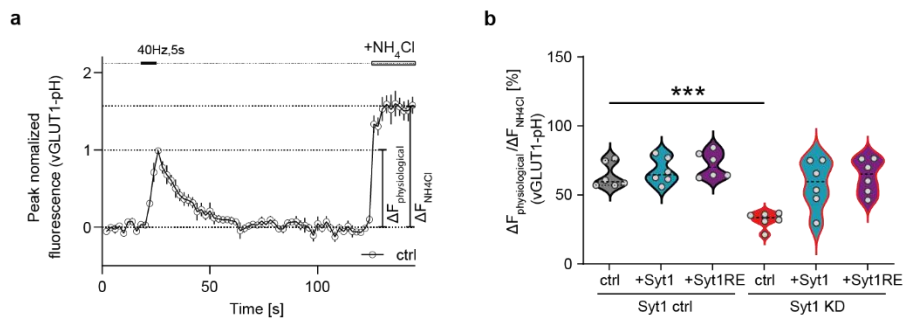 a
40Hz,5s
+NH4Cl
2
1
0
Peak nomalized
fluorescence (vGLUT1-pH)
ΔFphysiological
ΔFNH4Cl
ctrl
0
50
100
Time [s]
b
150
100
50
0
ΔFphysiological/ΔFNH4Cl [%]
(vGLUT1-pH)
***
ctrl +Syt1 +Syt1RE ctrl +Syt1 +Syt1RE
Syt1 ctrl Syt1 KD